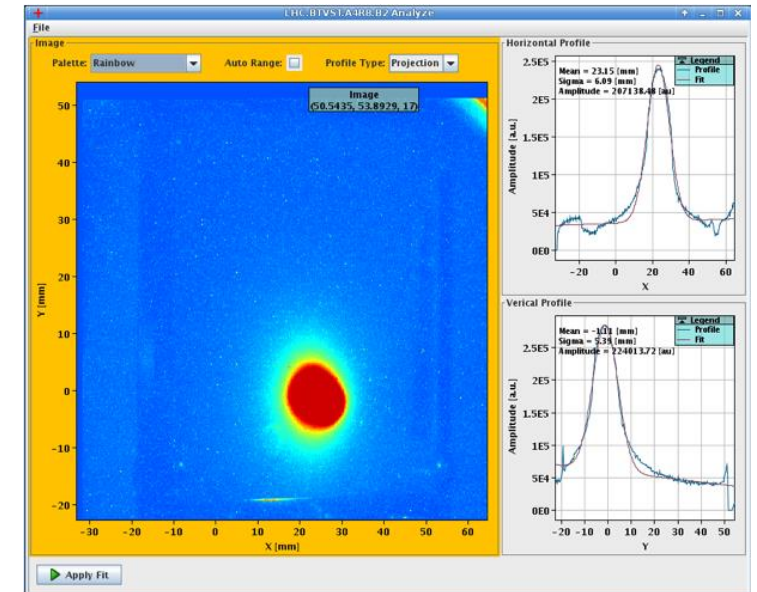 LHC.BTVST.A4R8.B2 Analyze
File
Image
Palette: Rainbow Auto Range: Profile Type: Projection
Image
(50.5435, 53.8929, 17)
50
40
30
20
10
0
-10
-20
Y [mm]
-30 -20 -10 0 10 20 30 40 50 60
X [mm]
Horizontal Profile
Legend
Profile
Fit
Mean = 23.15 [mm]
Sigma = 6.09 [mm]
Amplitude = 207138.48 [au]
2.5E5
2E5
1.5E5
1E5
5E4
0E0
Amplitude [a.u.]
-20 0 20 40 60
X
Verical Profile
Legend
Profile
Fit
Mean = -1.11 [mm]
Sigma = 5.39 [mm]
Amplitude = 224013.72 [au]
2.5E5
2E5
1.5E5
1E5
5E4
0E0
Amplitude [a.u.]
-20 -10 0 10 20 30 40 50
Y
Apply Fit